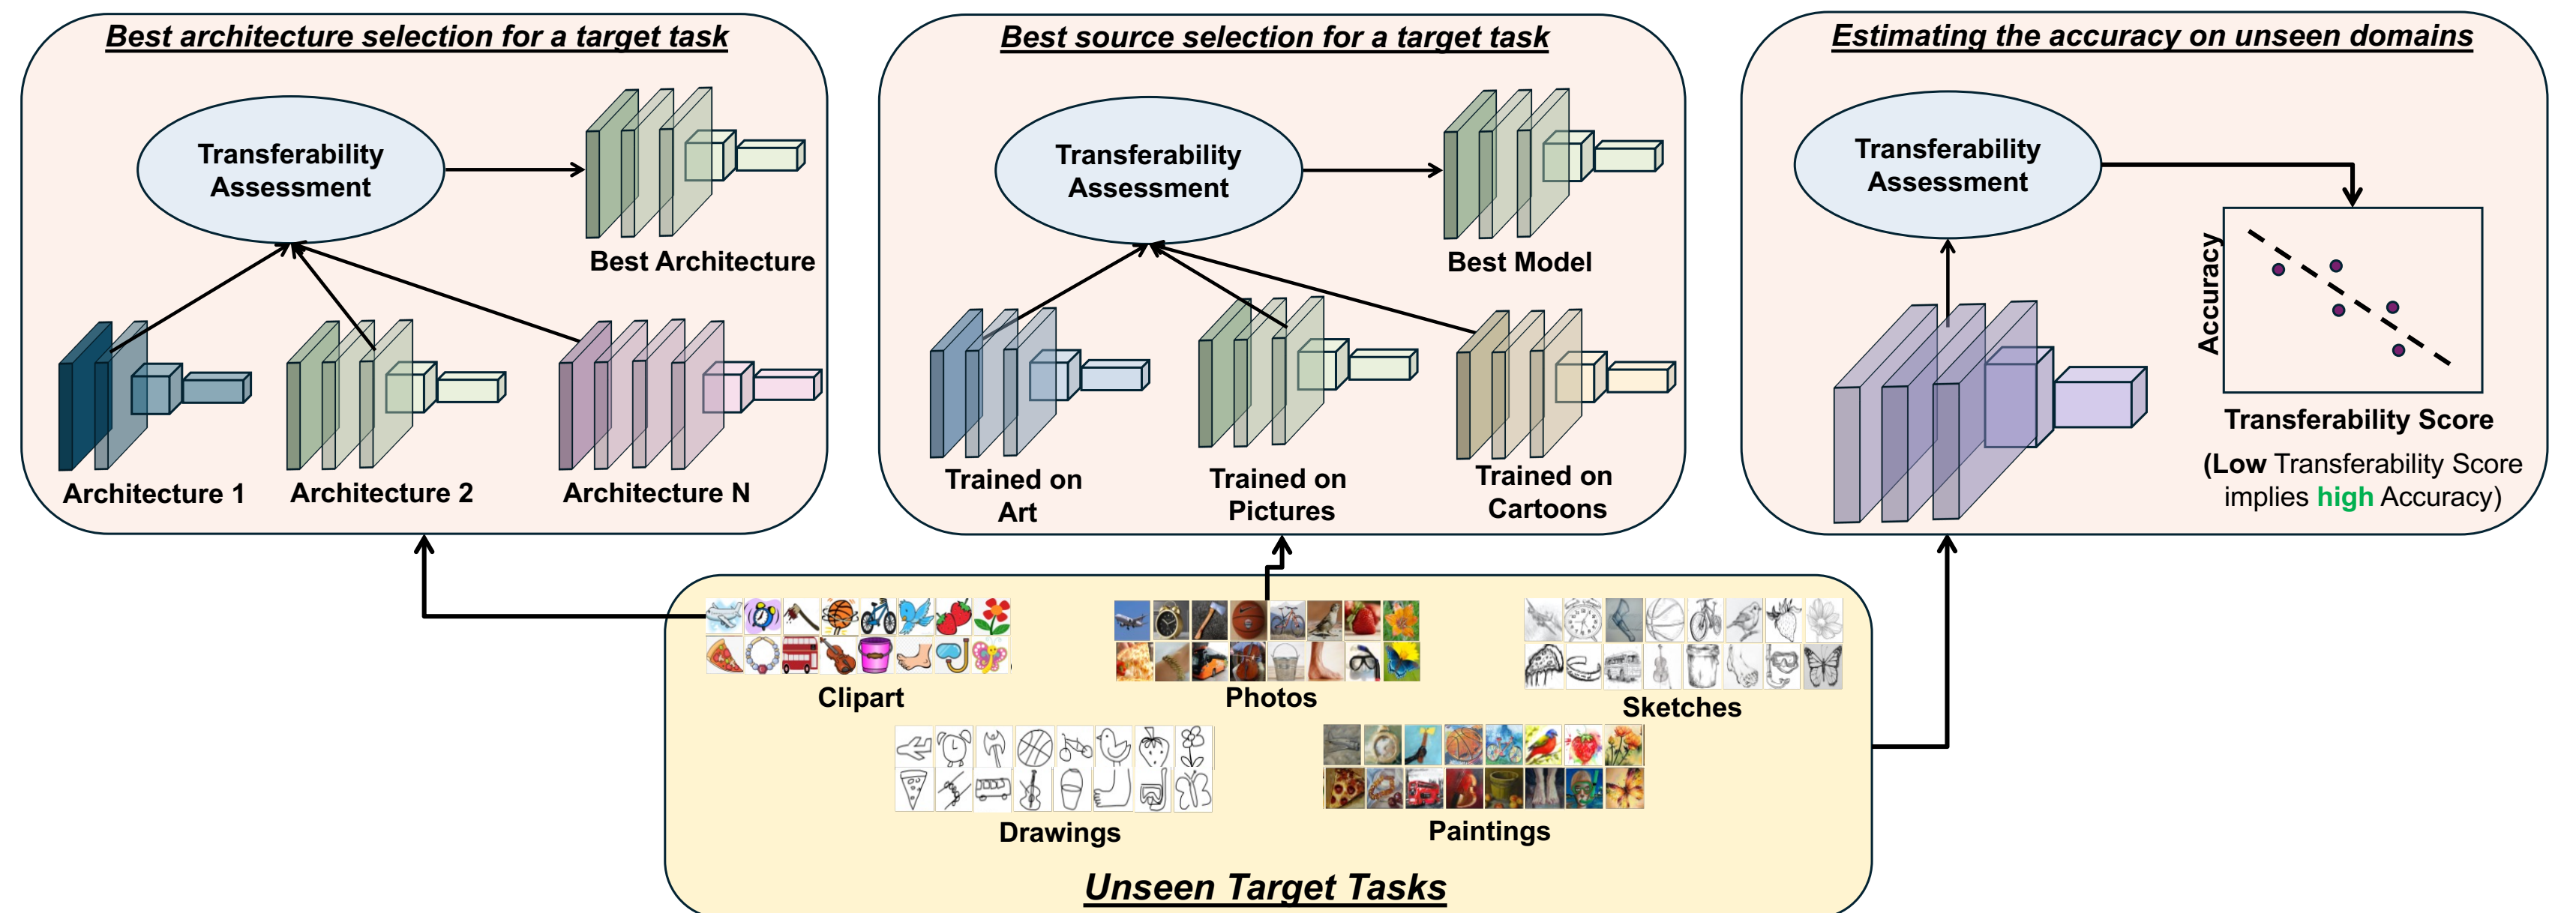 Best architecture selection for a target task
Transferability
Assessment
Best Architecture
Architecture 1
Architecture 2
Architecture N
Best source selection for a target task
Transferability
Assessment
Best Model
Trained on
Art
Trained on
Pictures
Trained on
Cartoons
Estimating the accuracy on unseen domains
Transferability
Assessment
Accuracy
Transferability Score
(Low Transferability Score
implies high Accuracy)
Clipart
Photos
Sketches
Drawings
Paintings
Unseen Target Tasks